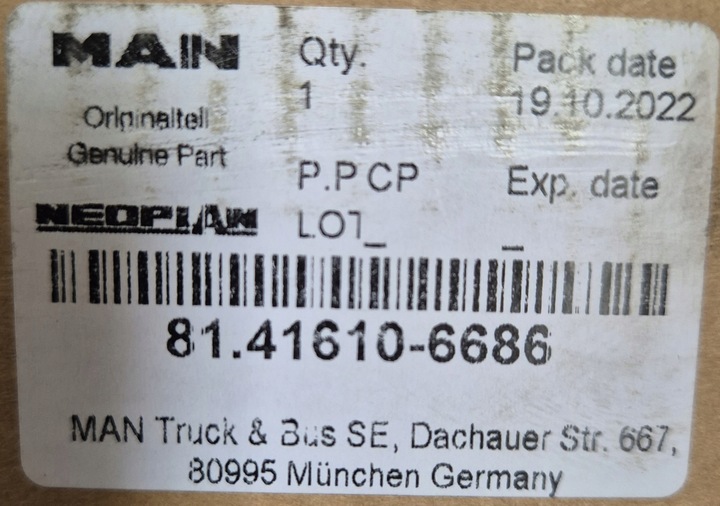 MAN
Originalteil
Genuine Part
NEOPLAN
Qty.
1
Pack date
19.10.2022
P.P CP
LOT_
Exp. date
_
81.41610-6686
MAN Truck & Bus SE, Dachauer Str. 667,
80995 München Germany